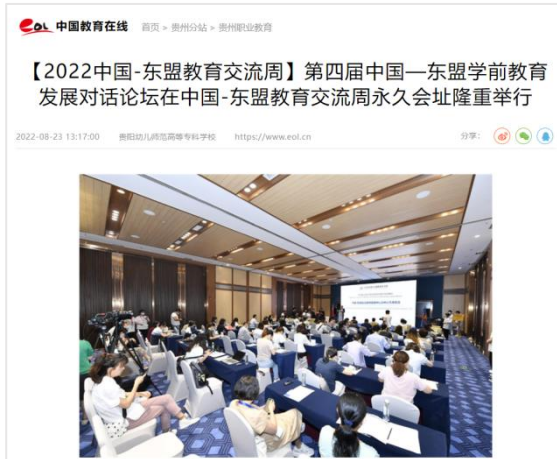 eol 中国教育在线 首页 > 贵州分站 > 贵州职业教育
【2022中国-东盟教育交流周】第四届中国—东盟学前教育
发展对话论坛在中国-东盟教育交流周永久会址隆重举行
2022-08-23 13:17:00 贵阳幼儿师范高等专科学校 https://www.eol.cn 分享: